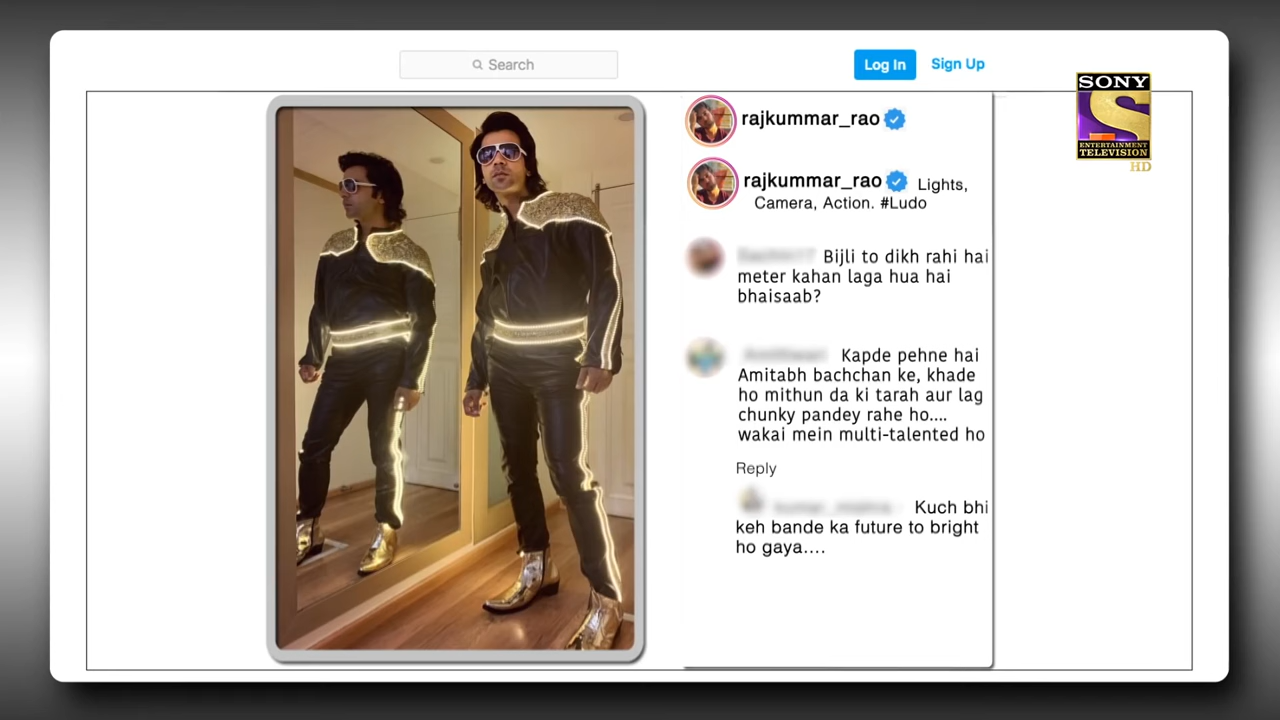 Search
Log In
Sign Up
SONY
ENTERTAINMENT
TELEVISION
HD
rajkummar_rao
rajkummar_rao Lights,
Camera, Action. #Ludo
Bijli to dikh rahi hai
meter kahan laga hua hai
bhaisaab?
Kapde pehne hai
Amitabh bachchan ke, khade
ho mithun da ki tarah aur lag
chunky pandey rahe ho....
wakai mein multi-talented ho
Reply
Kuch bhi
keh bande ka future to bright
ho gaya....